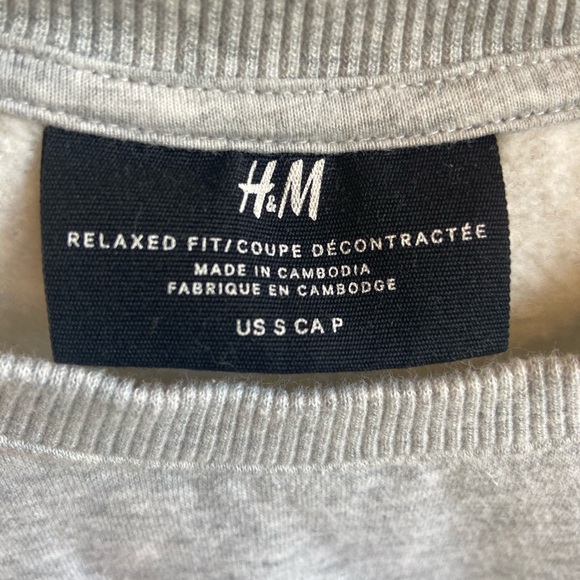 H&M
RELAXED FIT/COUPE DÉCONTRACTÉE
MADE IN CAMBODIA
FABRIQUE EN CAMBODGE
US S CA P